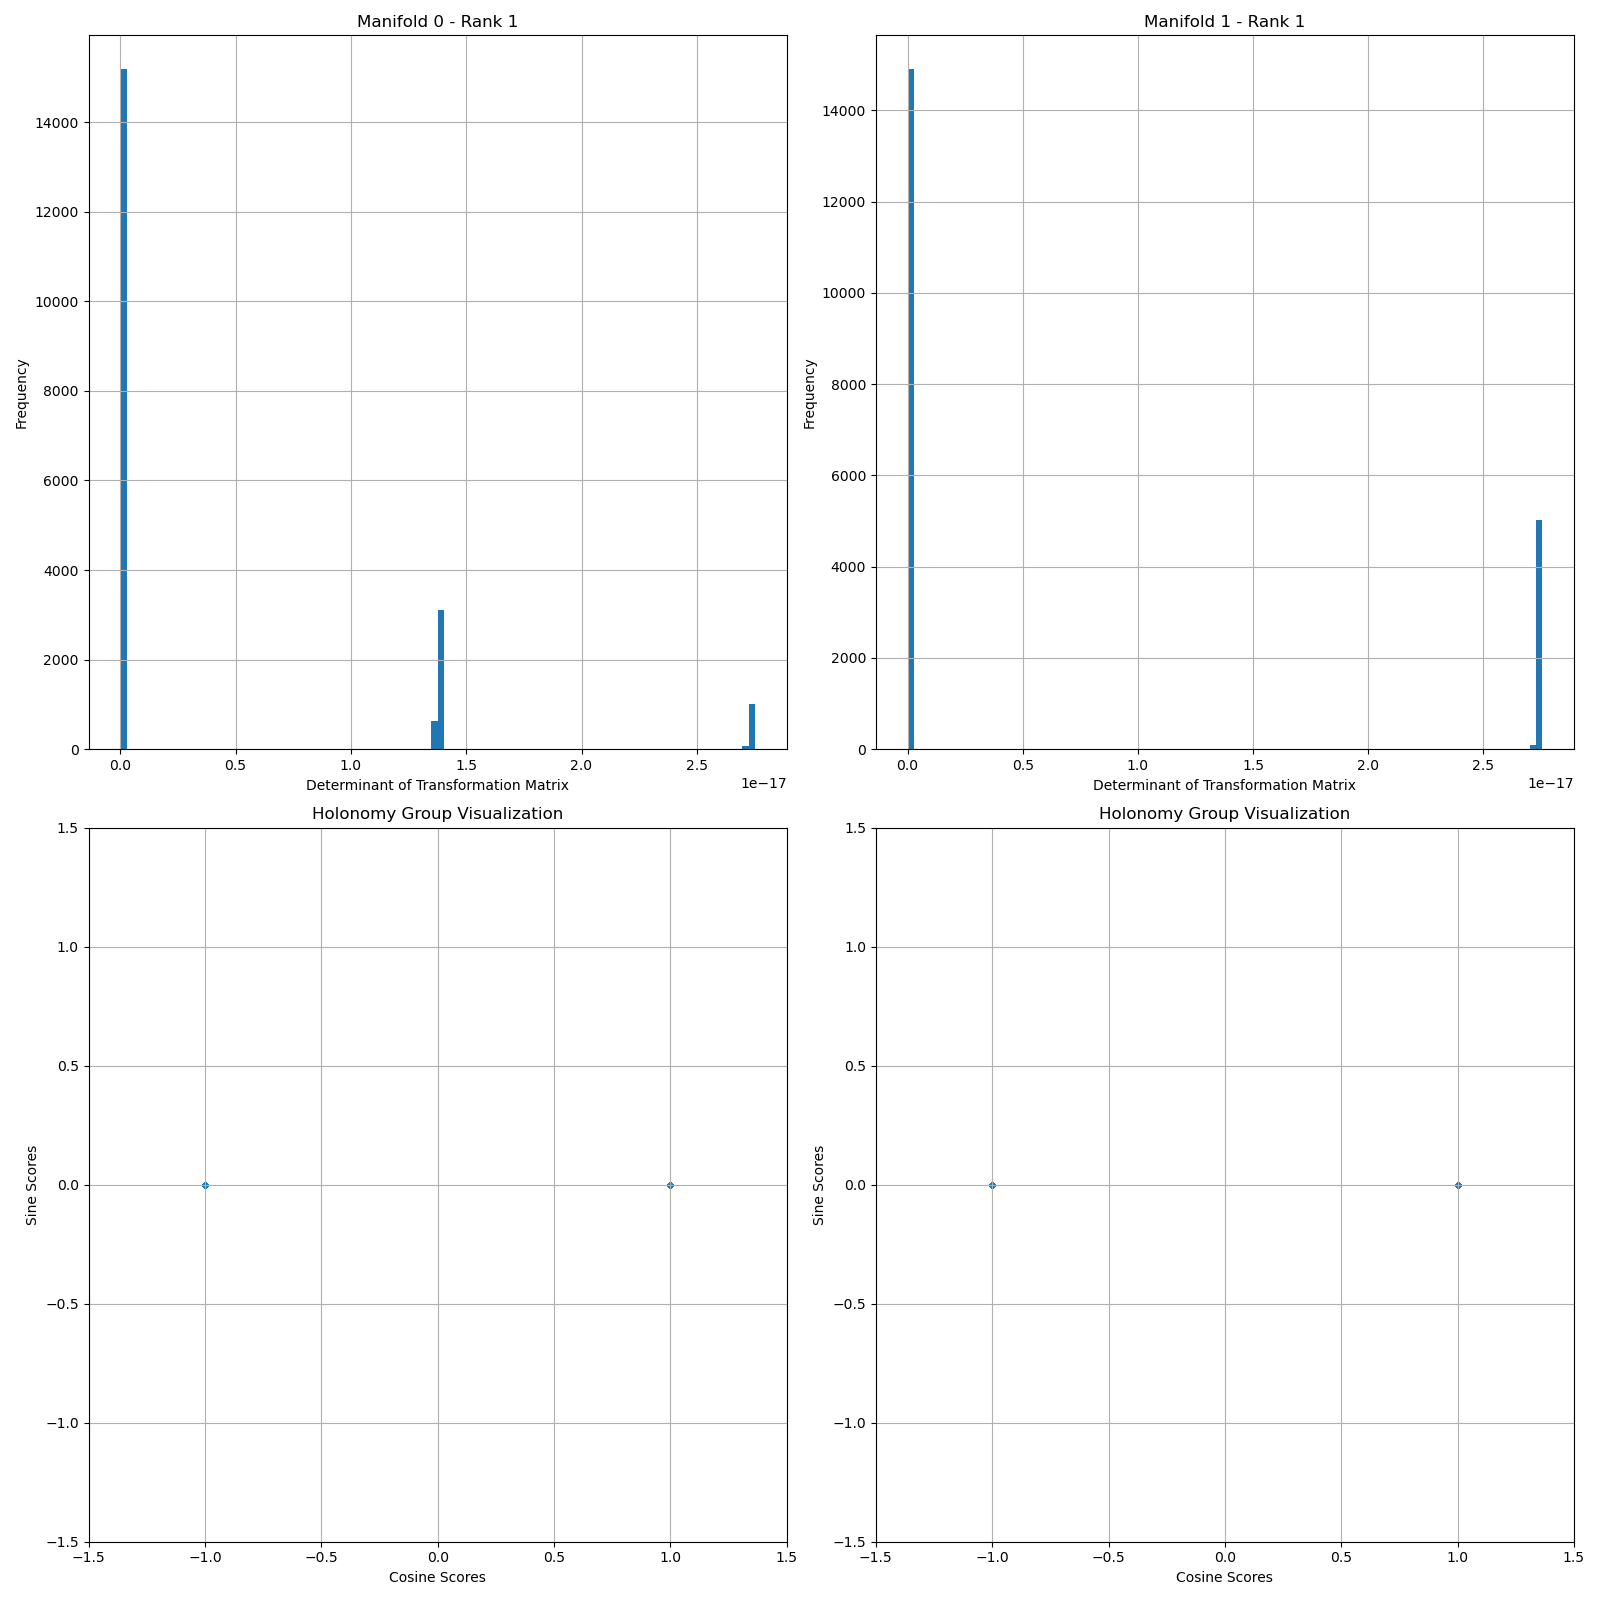 Manifold 0 - Rank 1
14000
12000
10000
8000
6000
4000
2000
0
Frequency
0.0 0.5 1.0 1.5 2.0 2.5
1e−17
Determinant of Transformation Matrix
Manifold 1 - Rank 1
14000
12000
10000
8000
6000
4000
2000
0
Frequency
0.0 0.5 1.0 1.5 2.0 2.5
1e−17
Determinant of Transformation Matrix
Holonomy Group Visualization
1.5
1.0
0.5
0.0
−0.5
−1.0
−1.5
Sine Scores
−1.5 −1.0 −0.5 0.0 0.5 1.0 1.5
Cosine Scores
Holonomy Group Visualization
1.5
1.0
0.5
0.0
−0.5
−1.0
−1.5
Sine Scores
−1.5 −1.0 −0.5 0.0 0.5 1.0 1.5
Cosine Scores